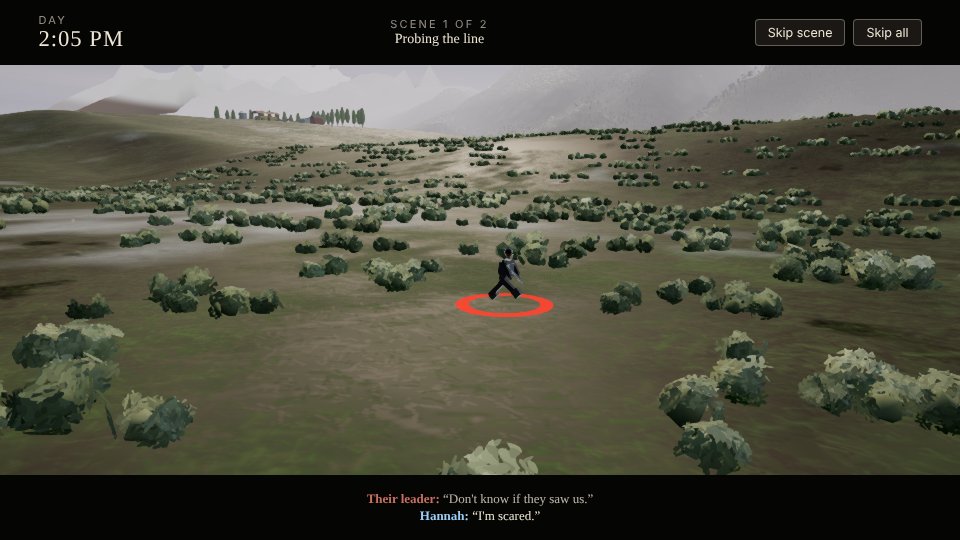 DAY
2:05 PM
SCENE 1 OF 2
Probing the line
Skip scene
Skip all
Their leader: “Don't know if they saw us.”
Hannah: “I'm scared.”